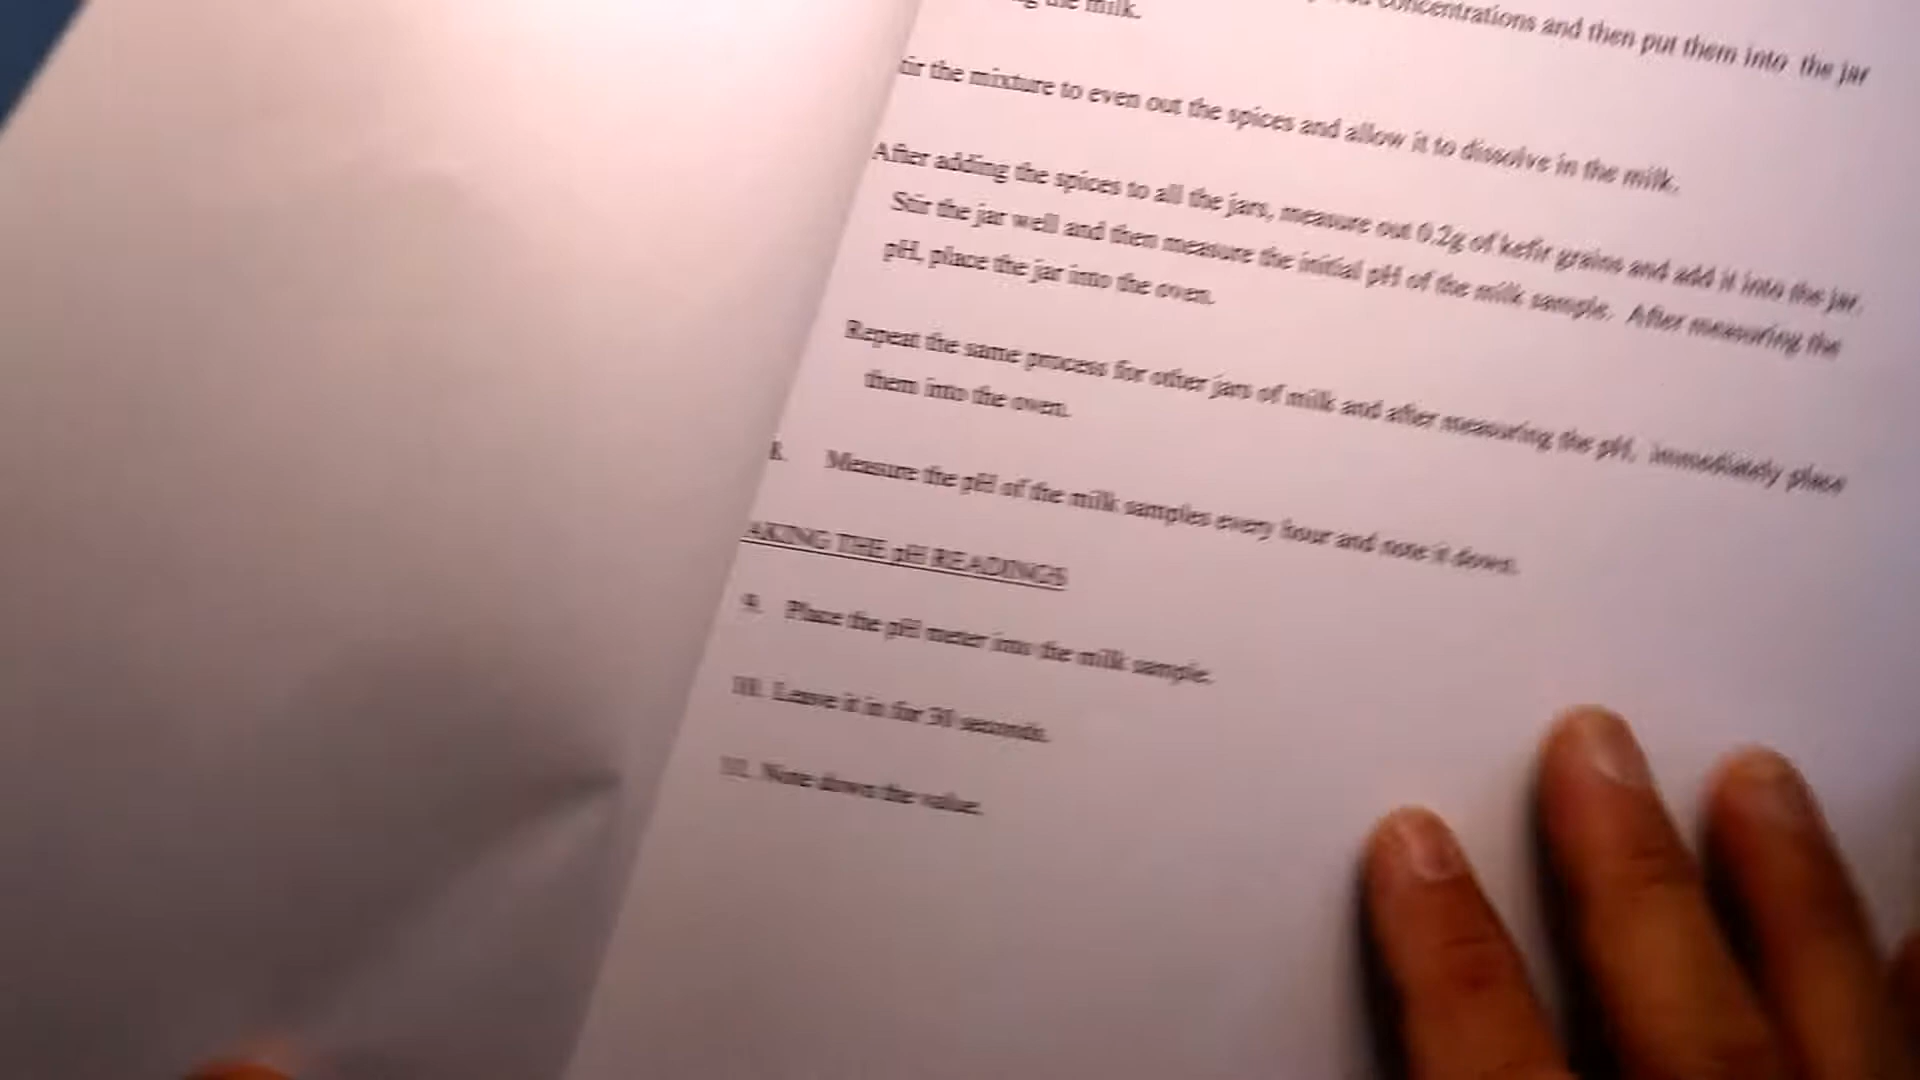 the milk.
concentrations and then put them into the jar
the mixture to even out the spices and allow it to dissolve in the milk.
After adding the spices to all the jars, measure out 0.2g of kefir grains and add it into the jar.
Stir the jar well and then measure the initial pH of the milk sample. After measuring the
pH, place the jar into the oven.
Repeat the same process for other jars of milk and after measuring the pH, immediately place
them into the oven.
8. Measure the pH of the milk samples every hour and note it down.
AKING THE pH READINGS
9. Place the pH meter into the milk sample.
10. Leave it in for 30 seconds.
11. Note down the value.